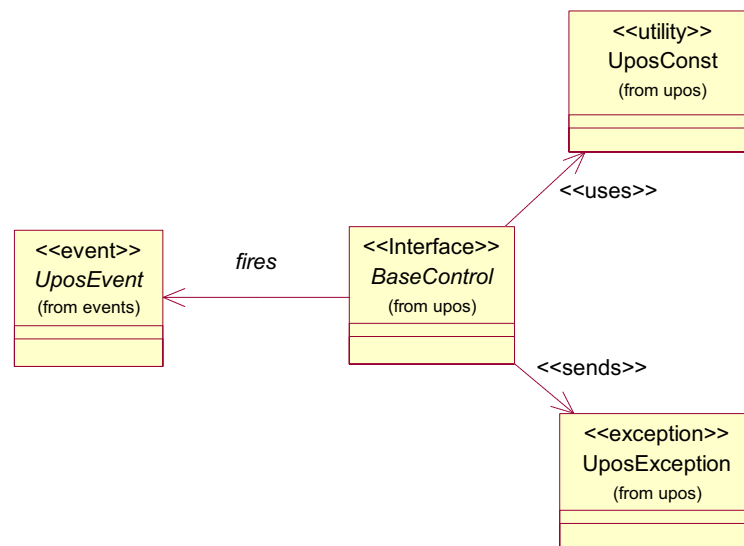 <<utility>>
UposConst
(from upos)
<<uses>>
<<event>>
UposEvent
(from events)
fires
<<Interface>>
BaseControl
(from upos)
<<sends>>
<<exception>>
UposException
(from upos)